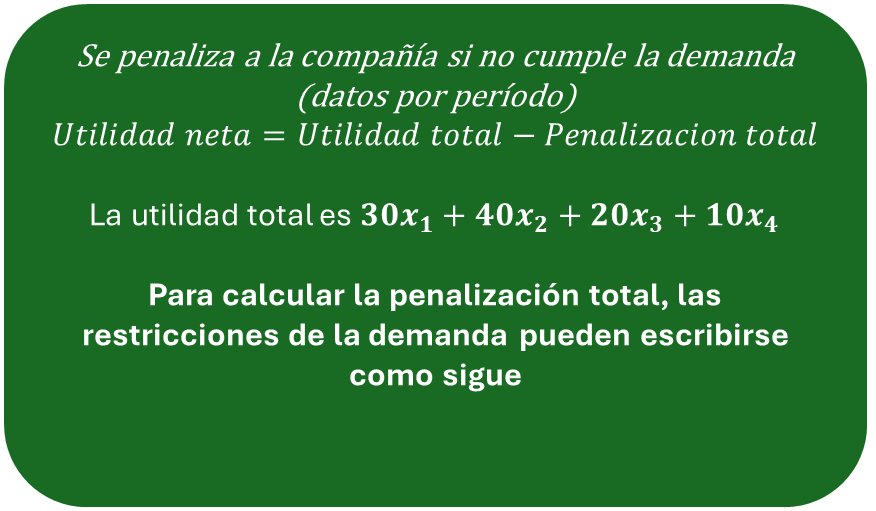 Se penaliza a la compañía si no cumple la demanda
(datos por período)
Utilidad neta = Utilidad total − Penalizacion total
La utilidad total es 30x₁ + 40x₂ + 20x₃ + 10x₄
Para calcular la penalización total, las
restricciones de la demanda pueden escribirse
como sigue